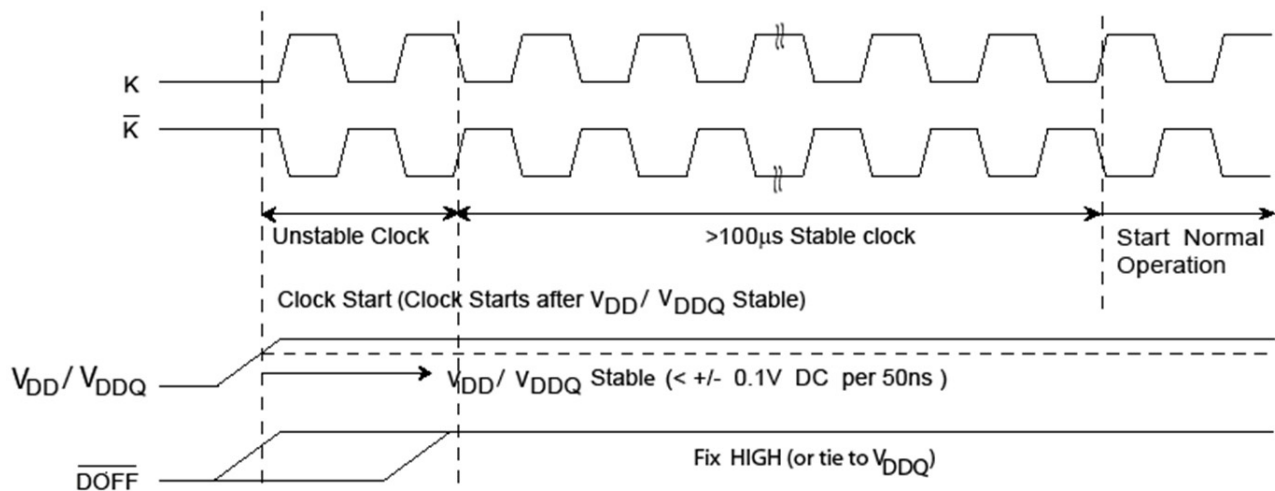 K
K̅
Unstable Clock
>100μs Stable clock
Start Normal
Operation
Clock Start (Clock Starts after VDD/ VDDQ Stable)
VDD/ VDDQ
VDD/ VDDQ Stable (< +/- 0.1V DC per 50ns )
D̅O̅F̅F̅
Fix HIGH (or tie to VDDQ)